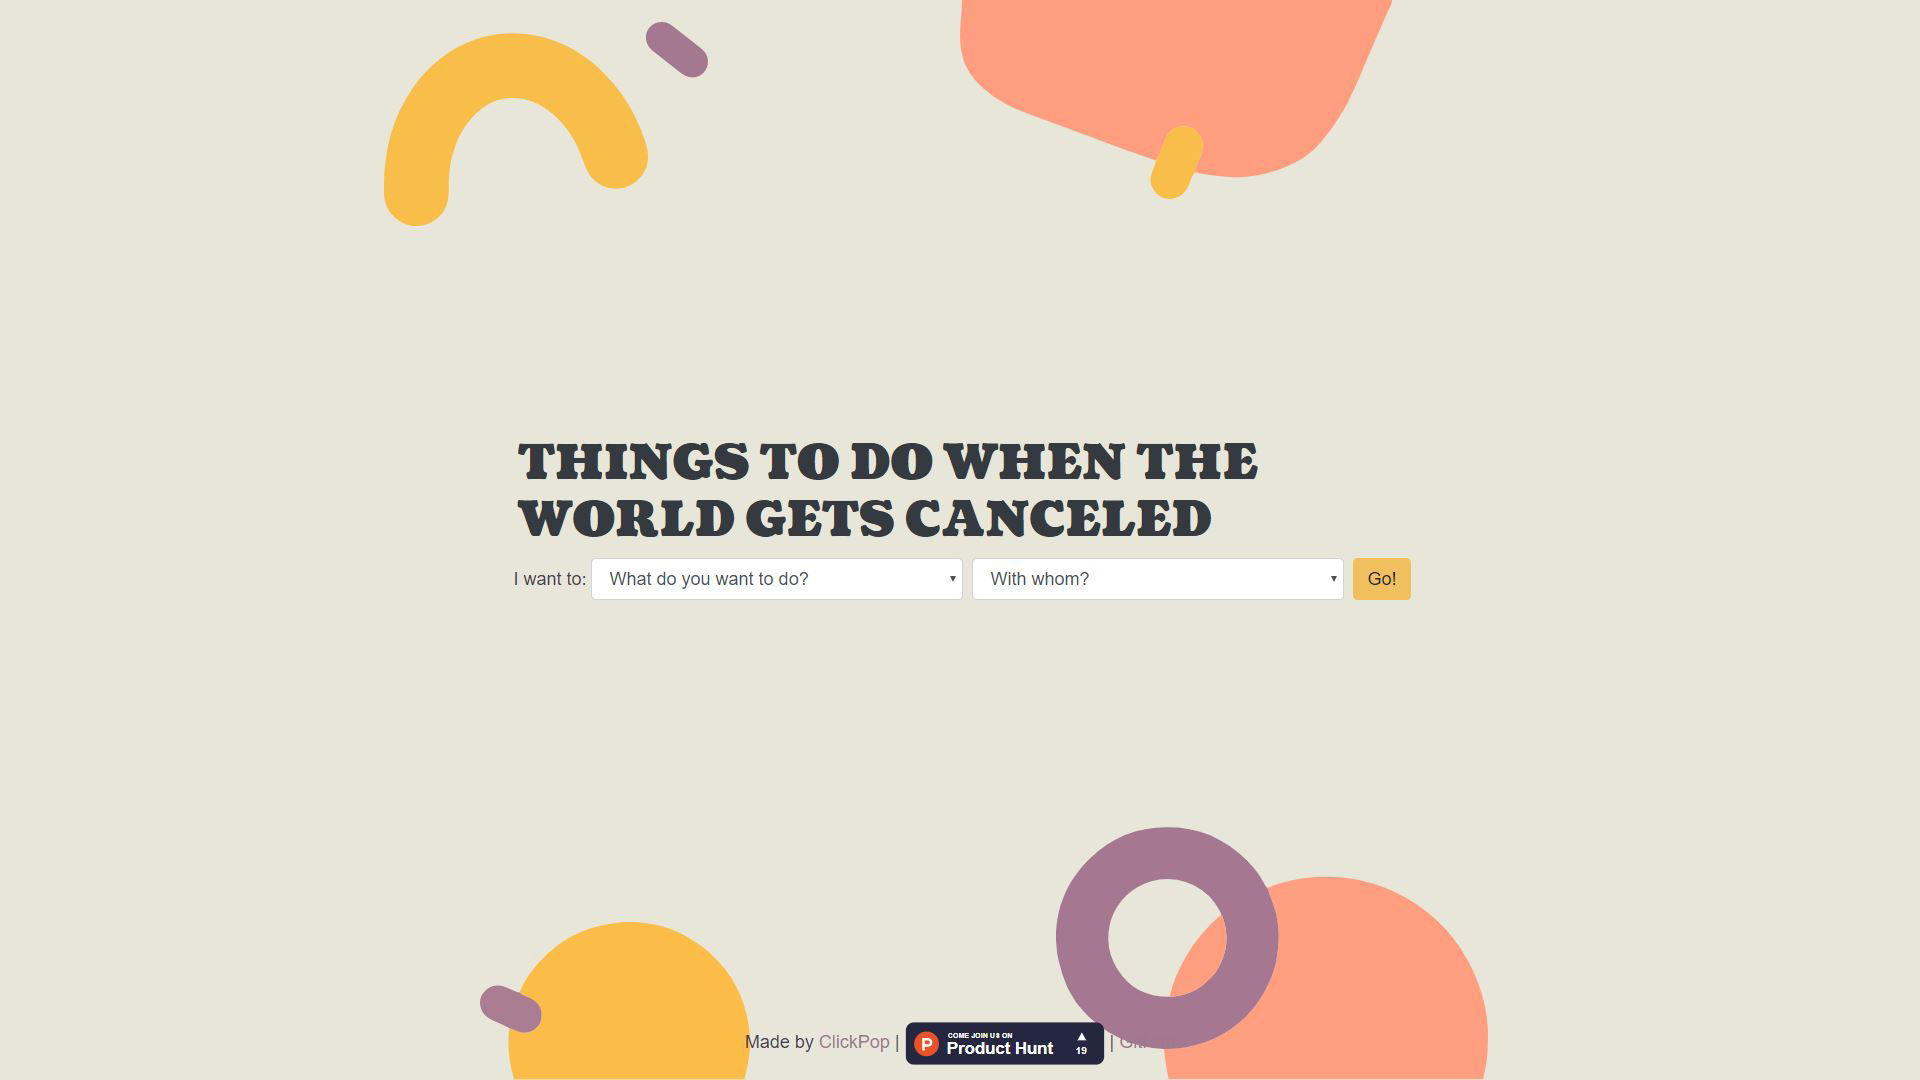 THINGS TO DO WHEN THE
WORLD GETS CANCELED
I want to: What do you want to do? With whom? Go!
Made by ClickPop | COME JOIN US ON Product Hunt 19 |